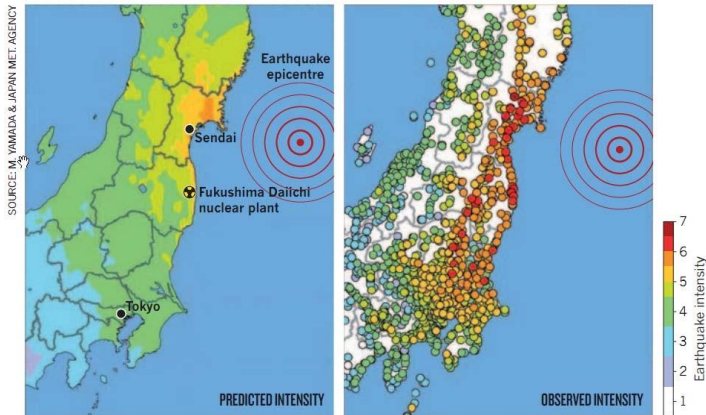 SOURCE: M. YAMADA & JAPAN MET. AGENCY
Earthquake
epicentre
Sendai
Fukushima Daiichi
nuclear plant
Tokyo
PREDICTED INTENSITY
OBSERVED INTENSITY
7
6
5
4
3
2
1
Earthquake intensity